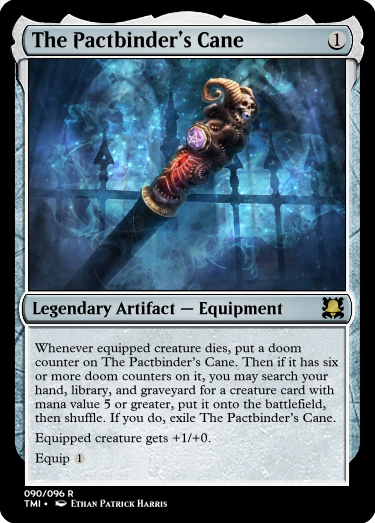 The Pactbinder's Cane 1
Legendary Artifact — Equipment
Whenever equipped creature dies, put a doom
counter on The Pactbinder's Cane. Then if it has six
or more doom counters on it, you may search your
hand, library, and graveyard for a creature card with
mana value 5 or greater, put it onto the battlefield,
then shuffle. If you do, exile The Pactbinder's Cane.
Equipped creature gets +1/+0.
Equip 1
090/096 R
TMI • Ethan Patrick Harris